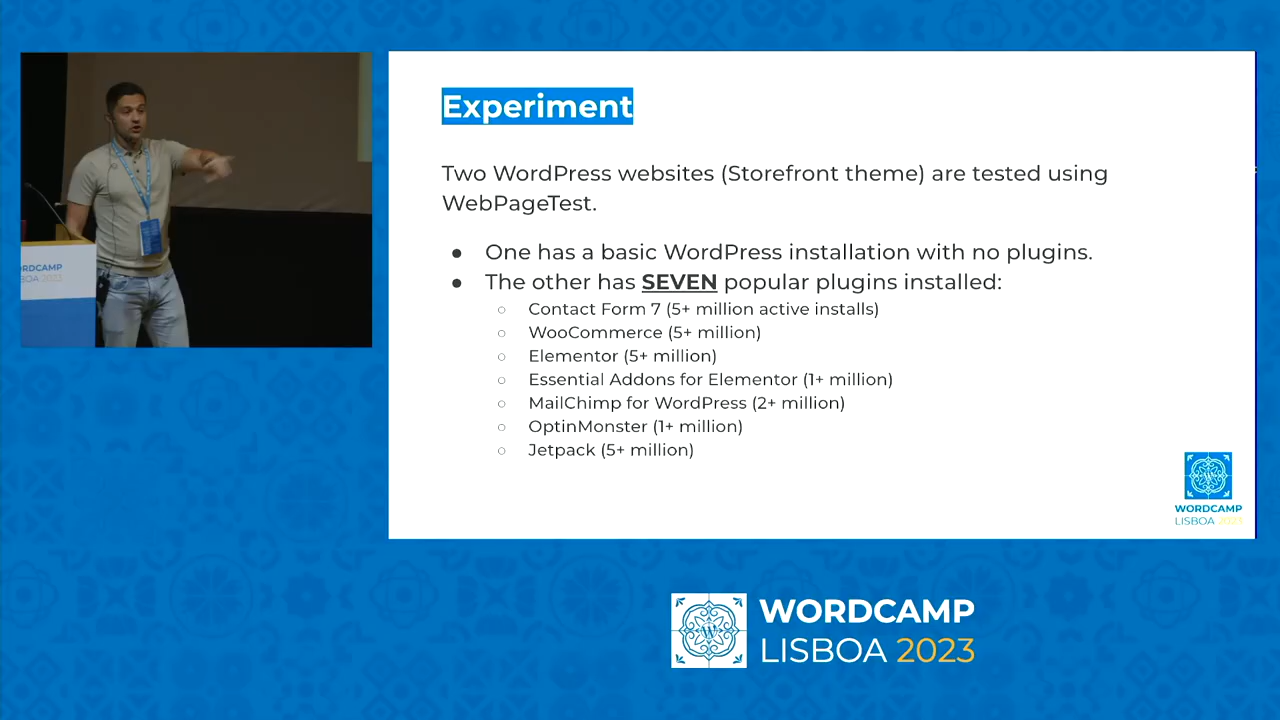 Experiment
Two WordPress websites (Storefront theme) are tested using
WebPageTest.
● One has a basic WordPress installation with no plugins.
● The other has SEVEN popular plugins installed:
○ Contact Form 7 (5+ million active installs)
○ WooCommerce (5+ million)
○ Elementor (5+ million)
○ Essential Addons for Elementor (1+ million)
○ MailChimp for WordPress (2+ million)
○ OptinMonster (1+ million)
○ Jetpack (5+ million)
WORDCAMP
LISBOA 2023
ORDCAMP
BOA 2023
WORDCAMP
LISBOA 2023